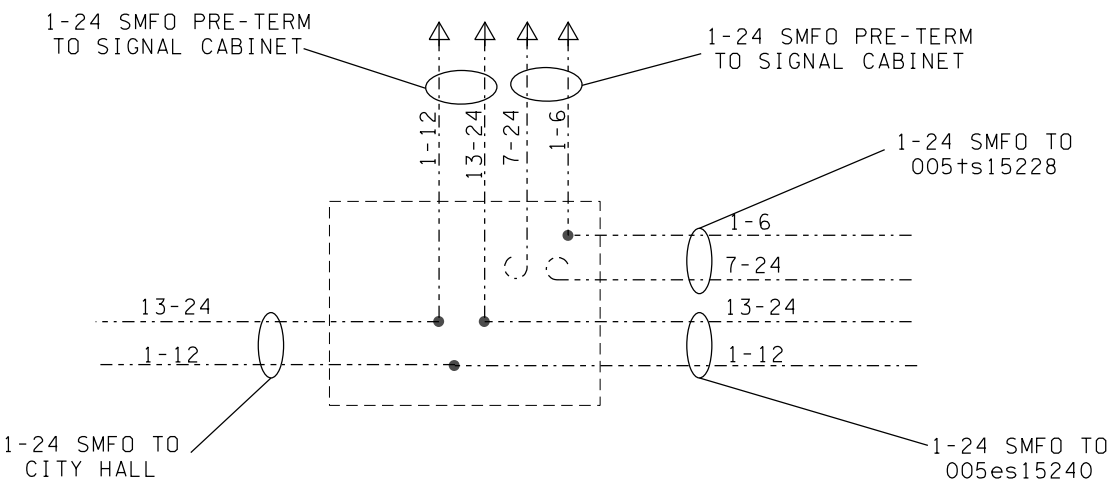 1-24 SMFO PRE-TERM
TO SIGNAL CABINET
1-24 SMFO PRE-TERM
TO SIGNAL CABINET
1-12
13-24
7-24
1-6
1-24 SMFO TO
005ts15228
1-6
7-24
13-24
13-24
1-12
1-12
1-24 SMFO TO
CITY HALL
1-24 SMFO TO
005es15240